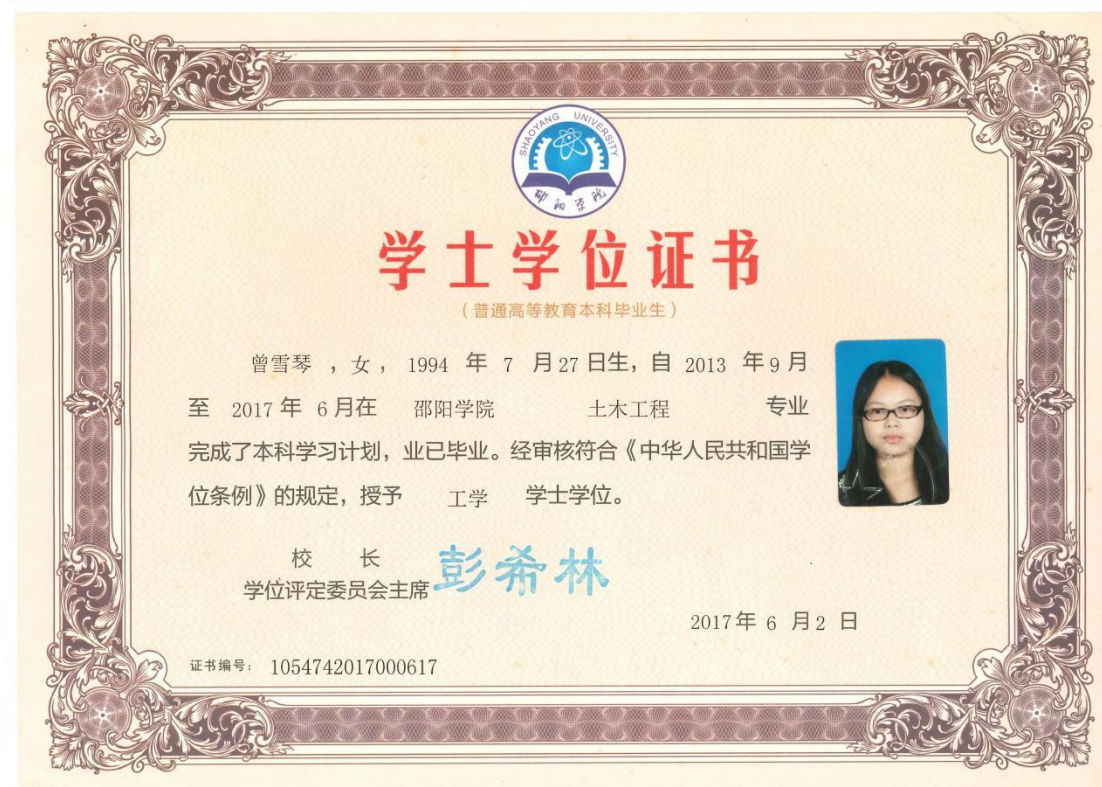 SHAOYANG UNIVERSITY
邵阳学院
学士学位证书
(普通高等教育本科毕业生)
曾雪琴 ，女， 1994 年 7 月27日生，自 2013 年9月
至 2017年 6月在 邵阳学院 土木工程 专业
完成了本科学习计划，业已毕业。经审核符合《中华人民共和国学
位条例》的规定，授予 工学 学士学位。
校 长
学位评定委员会主席
彭希林
2017年 6 月2 日
证书编号: 1054742017000617